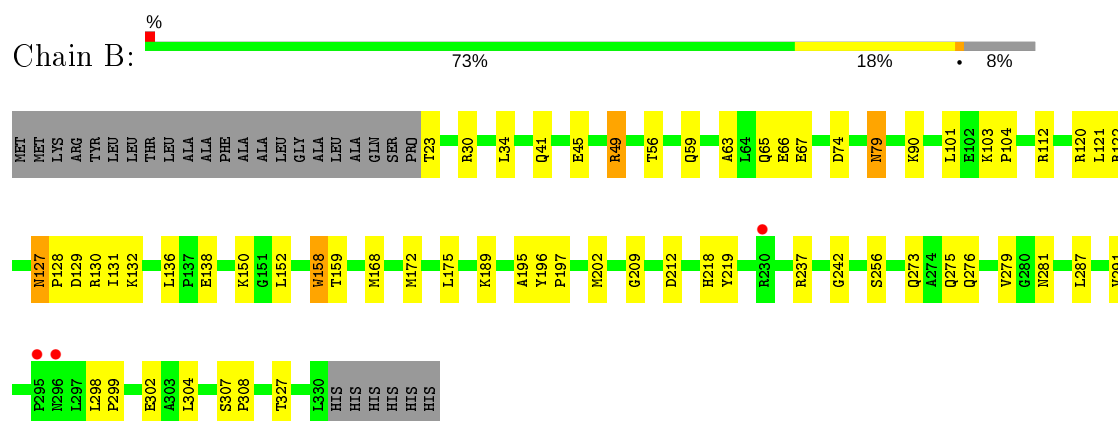 %
Chain B:
73% 18% • 8%
MET MET LYS ARG TYR LEU LEU THR LEU ALA ALA PHE ALA ALA LEU GLY ALA LEU ALA GLN SER PRO T23 R30 L34 Q41 E45 R49 T56 Q59 A63 L64 Q65 E66 E67 D74 N79 K90 L101 E102 K103 P104 R112 R120 L121 R122
N127 P128 D129 R130 I131 K132 L136 P137 E138 K150 G151 L152 W158 T159 M168 M172 L175 K189 A195 Y196 P197 M202 G209 D212 H218 Y219 R230 R237 G242 S256 Q273 A274 Q275 Q276 V279 G280 N281 L287
P295 N296 L297 L298 P299 E302 A303 L304 S307 P308 T327 L330 HIS HIS HIS HIS HIS HIS